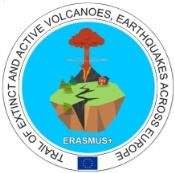 TRAIL OF EXTINCT AND ACTIVE VOLCANOES, EARTHQUAKES ACROSS EUROPE
ERASMUS+